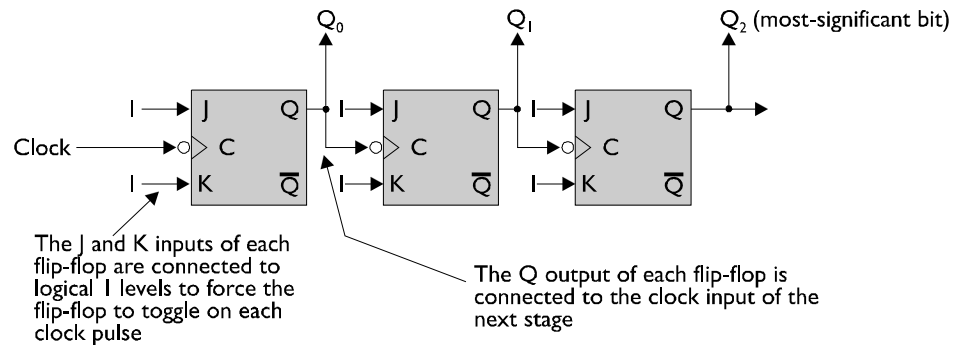 Q0 Q1 Q2 (most-significant bit)
1 J Q 1 J Q 1 J Q
Clock C C C
1 K Q̅ 1 K Q̅ 1 K Q̅
The J and K inputs of each
flip-flop are connected to
logical 1 levels to force the
flip-flop to toggle on each
clock pulse
The Q output of each flip-flop is
connected to the clock input of the
next stage